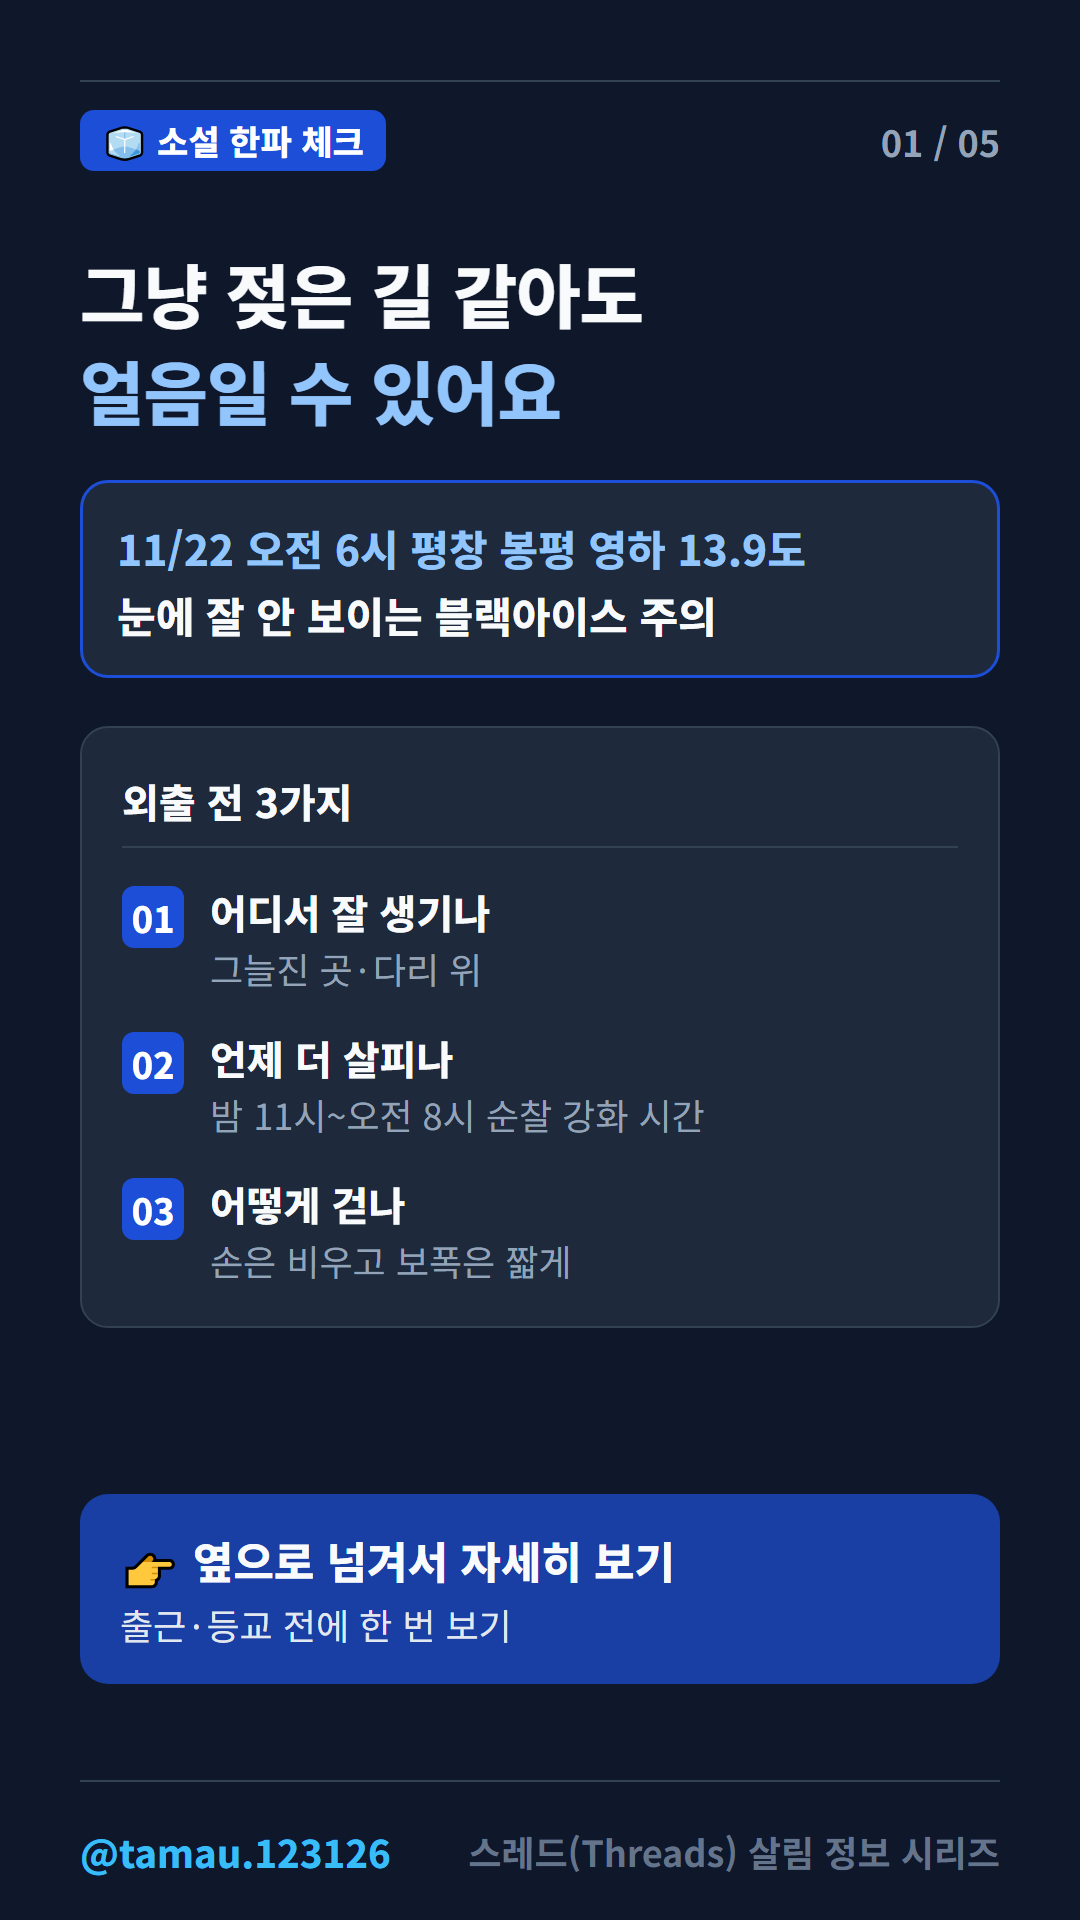 🧊 소설 한파 체크
01 / 05
그냥 젖은 길 같아도
얼음일 수 있어요
11/22 오전 6시 평창 봉평 영하 13.9도
눈에 잘 안 보이는 블랙아이스 주의
외출 전 3가지
01 어디서 잘 생기나
그늘진 곳·다리 위
02 언제 더 살피나
밤 11시~오전 8시 순찰 강화 시간
03 어떻게 걷나
손은 비우고 보폭은 짧게
👉 옆으로 넘겨서 자세히 보기
출근·등교 전에 한 번 보기
@tamau.123126
스레드(Threads) 살림 정보 시리즈